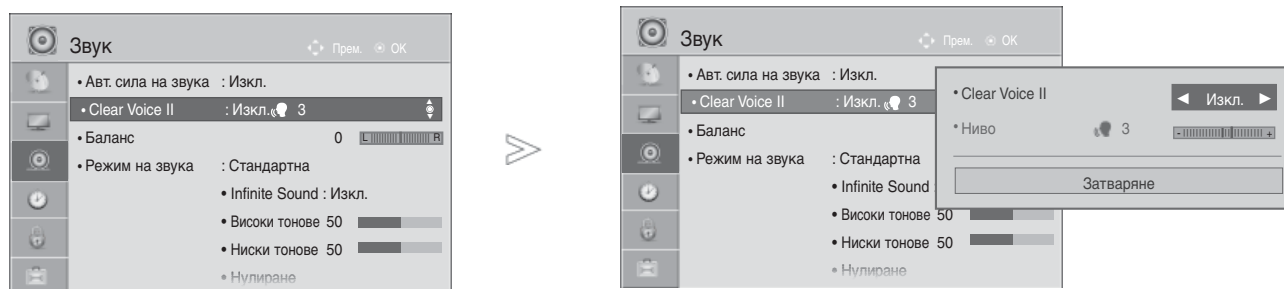 Звук Прем. OK
• Авт. сила на звука : Изкл.
• Clear Voice II : Изкл. 3
• Баланс 0 L R
• Режим на звука : Стандартна
• Infinite Sound : Изкл.
• Високи тонове 50
• Ниски тонове 50
• Нулиране
Звук Прем. OK
• Авт. сила на звука : Изкл.
• Clear Voice II : Изкл. 3
• Баланс
• Режим на звука : Стандартна
• Infinite Sound :
• Високи тонове 50
• Ниски тонове 50
• Нулиране
• Clear Voice II ◄ Изкл. ►
• Ниво 3 - +
Затваряне